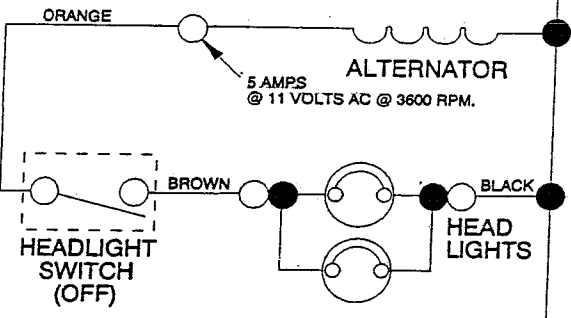 ORANGE
ALTERNATOR
5 AMPS
@ 11 VOLTS AC @ 3600 RPM.
BROWN
BLACK
HEAD
LIGHTS
HEADLIGHT
SWITCH
(OFF)